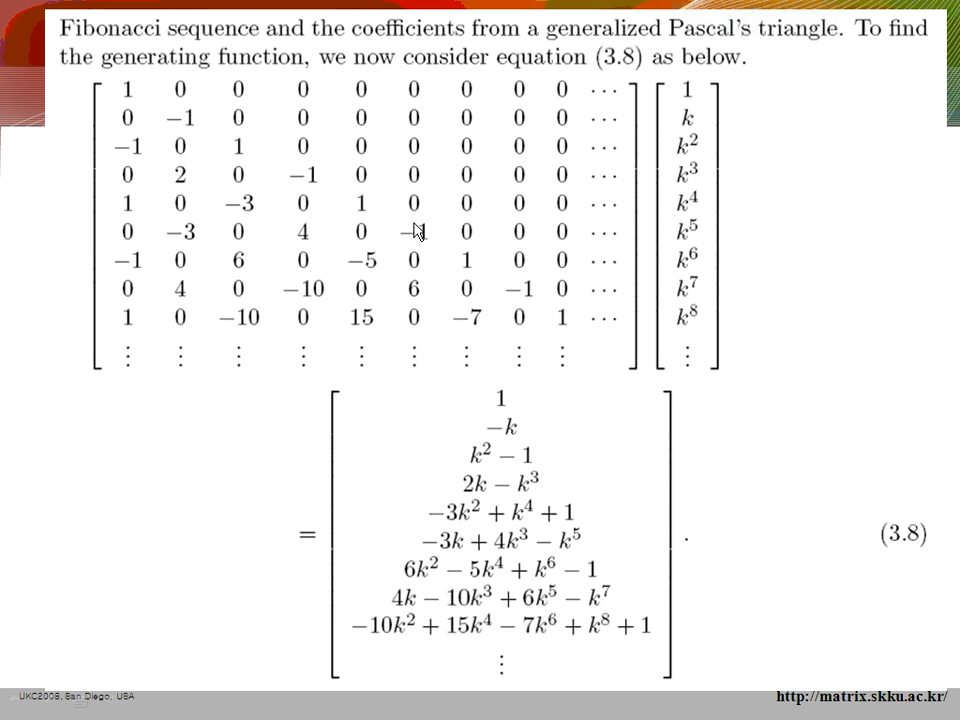 Fibonacci sequence and the coefficients from a generalized Pascal's triangle. To find
the generating function, we now consider equation (3.8) as below.
1 0 0 0 0 0 0 0 0 ⋯ 1
0 −1 0 0 0 0 0 0 0 ⋯ k
−1 0 1 0 0 0 0 0 0 ⋯ k²
0 2 0 −1 0 0 0 0 0 ⋯ k³
1 0 −3 0 1 0 0 0 0 ⋯ k⁴
0 −3 0 4 0 −1 0 0 0 ⋯ k⁵
−1 0 6 0 −5 0 1 0 0 ⋯ k⁶
0 4 0 −10 0 6 0 −1 0 ⋯ k⁷
1 0 −10 0 15 0 −7 0 1 ⋯ k⁸
⋮ ⋮ ⋮ ⋮ ⋮ ⋮ ⋮ ⋮ ⋮ ⋮
1
−k
k² − 1
2k − k³
−3k² + k⁴ + 1
= −3k + 4k³ − k⁵ . (3.8)
6k² − 5k⁴ + k⁶ − 1
4k − 10k³ + 6k⁵ − k⁷
−10k² + 15k⁴ − 7k⁶ + k⁸ + 1
⋮
UKC2008, San Diego, USA
http://matrix.skku.ac.kr/